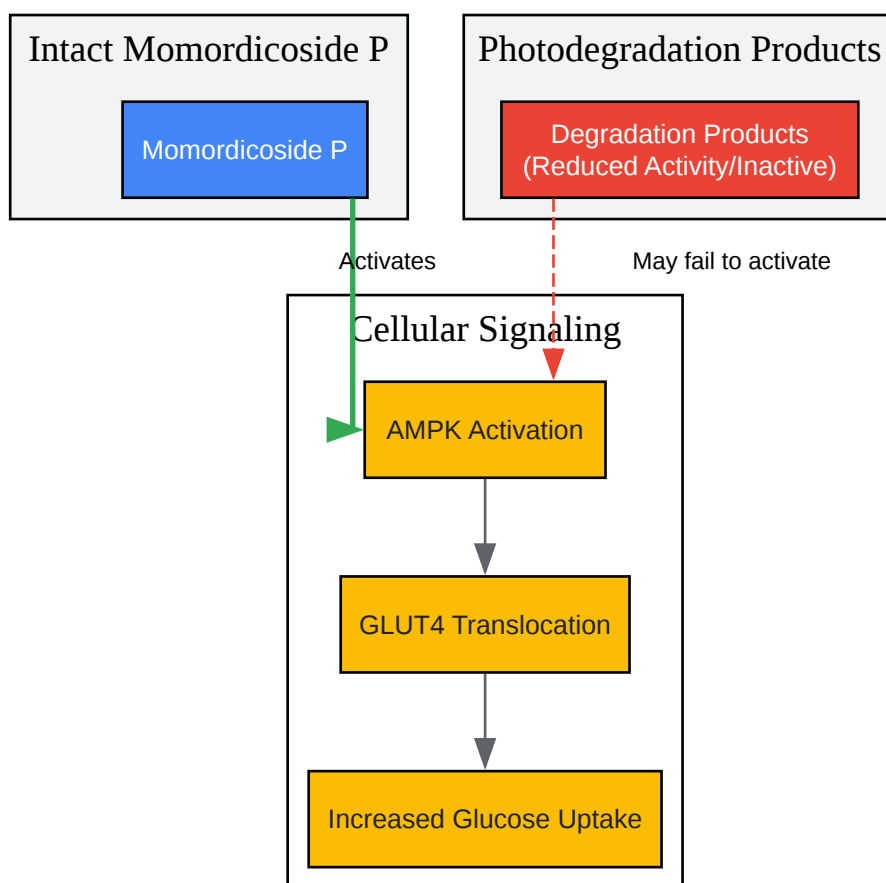 Intact Momordicoside P
Photodegradation Products
Momordicoside P
Degradation Products
(Reduced Activity/Inactive)
Activates
May fail to activate
Cellular Signaling
AMPK Activation
GLUT4 Translocation
Increased Glucose Uptake